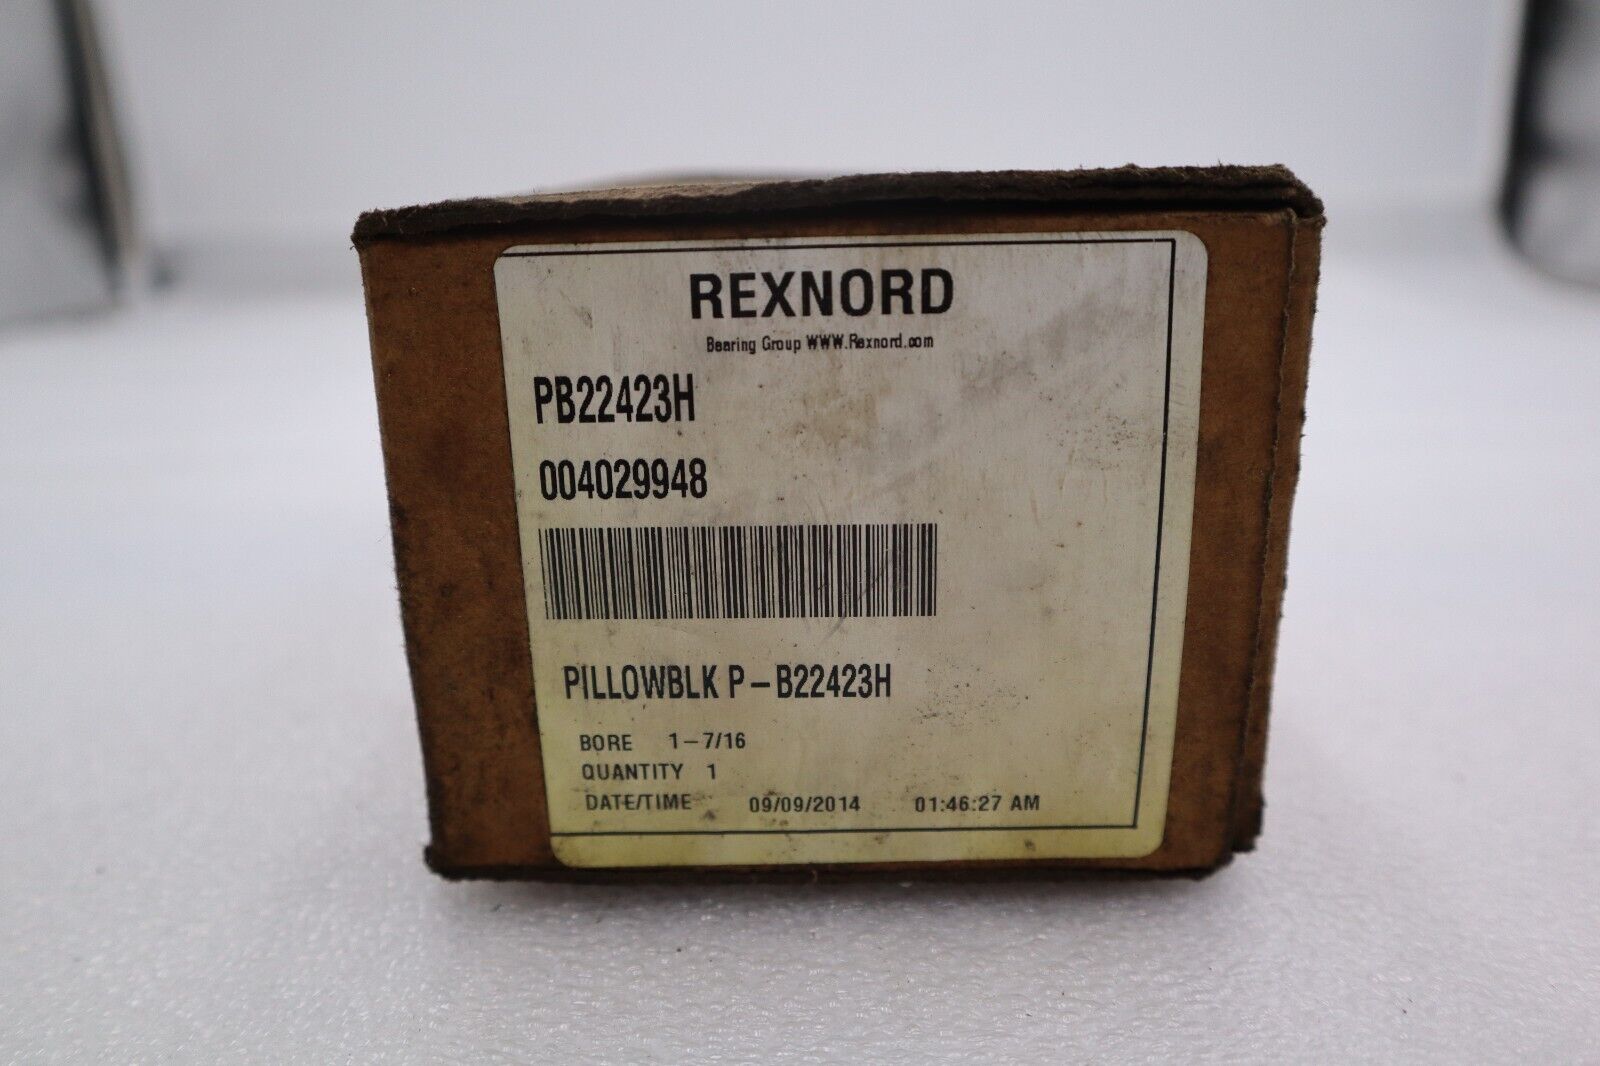 REXNORD
Bearing Group WWW.Rexnord.com
PB22423H
004029948
PILLOWBLK P-B22423H
BORE 1-7/16
QUANTITY 1
DATE/TIME 09/09/2014 01:46:27 AM